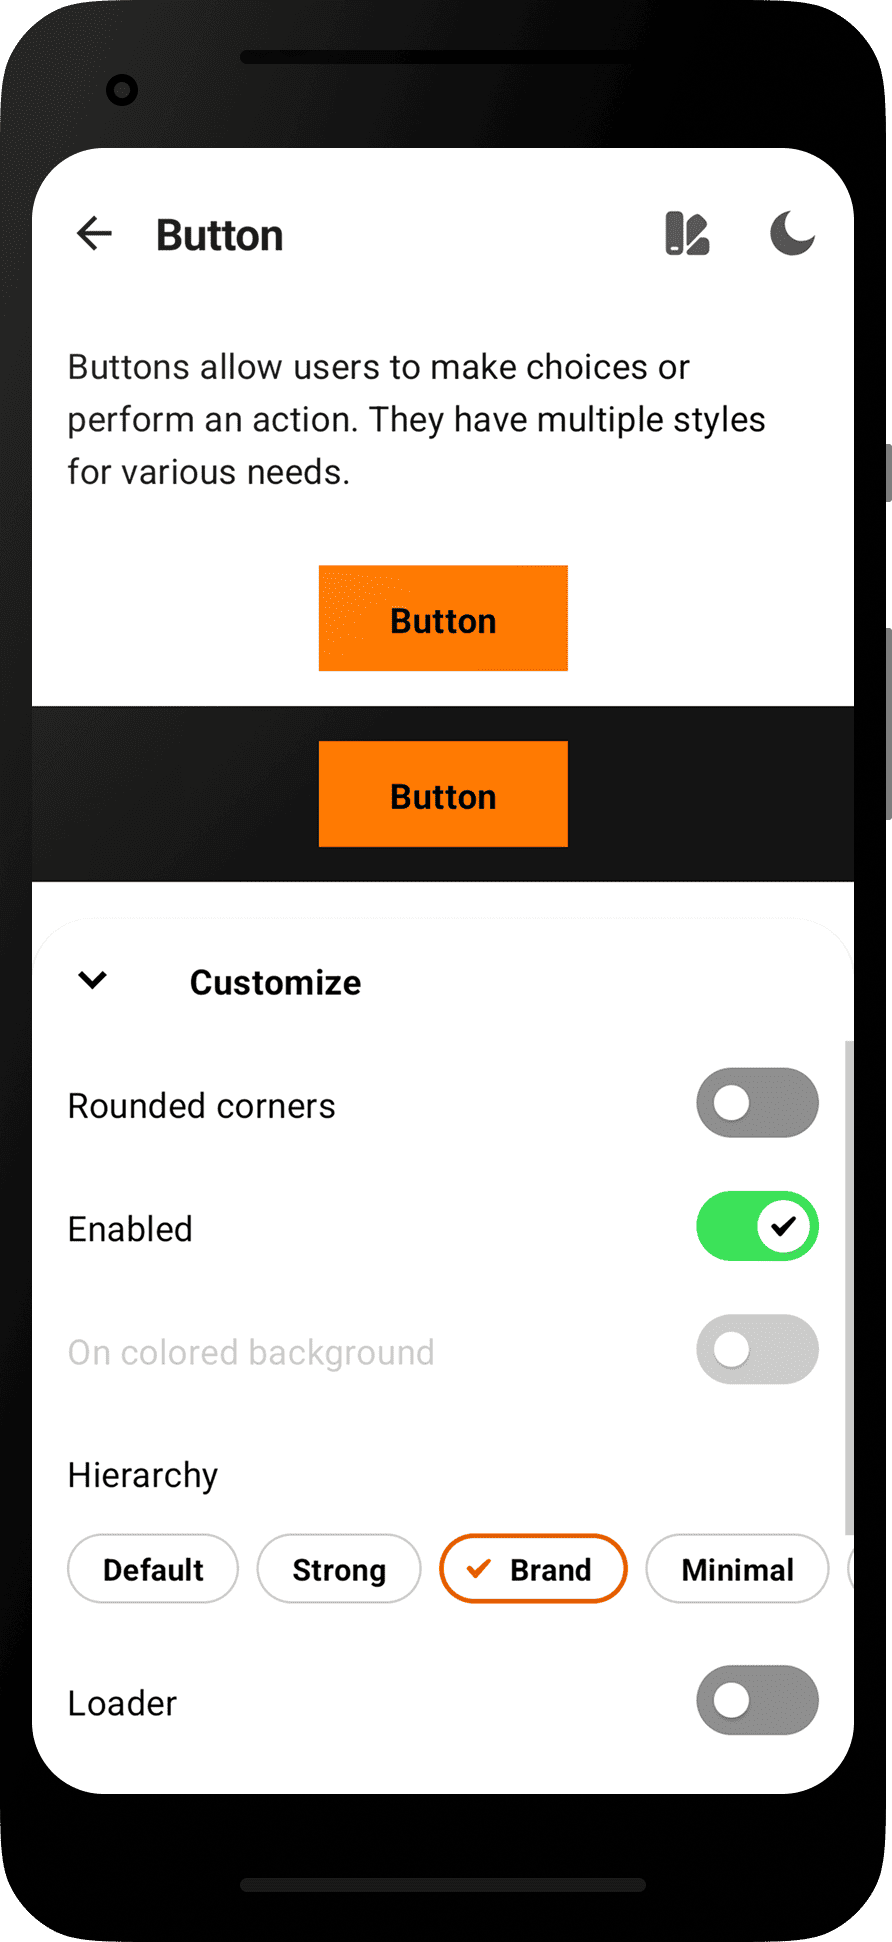 Button
Buttons allow users to make choices or
perform an action. They have multiple styles
for various needs.
Button
Button
Customize
Rounded corners
Enabled
On colored background
Hierarchy
Default Strong Brand Minimal
Loader